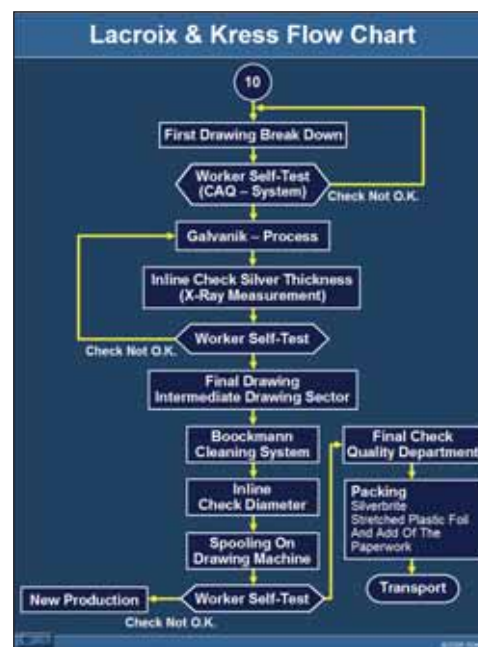 Lacroix & Kress Flow Chart
10
First Drawing Break Down
Worker Self-Test
(CAQ – System)
Check Not O.K.
Galvanik – Process
Inline Check Silver Thickness
(X-Ray Measurement)
Worker Self-Test
Check Not O.K.
Final Drawing
Intermediate Drawing Sector
Boockmann
Cleaning System
Inline
Check Diameter
Spooling On
Drawing Machine
Worker Self-Test
Check Not O.K.
New Production
Final Check
Quality Department
Packing
Silverbrite
Stretched Plastic Foil
And Add Of The
Paperwork
Transport